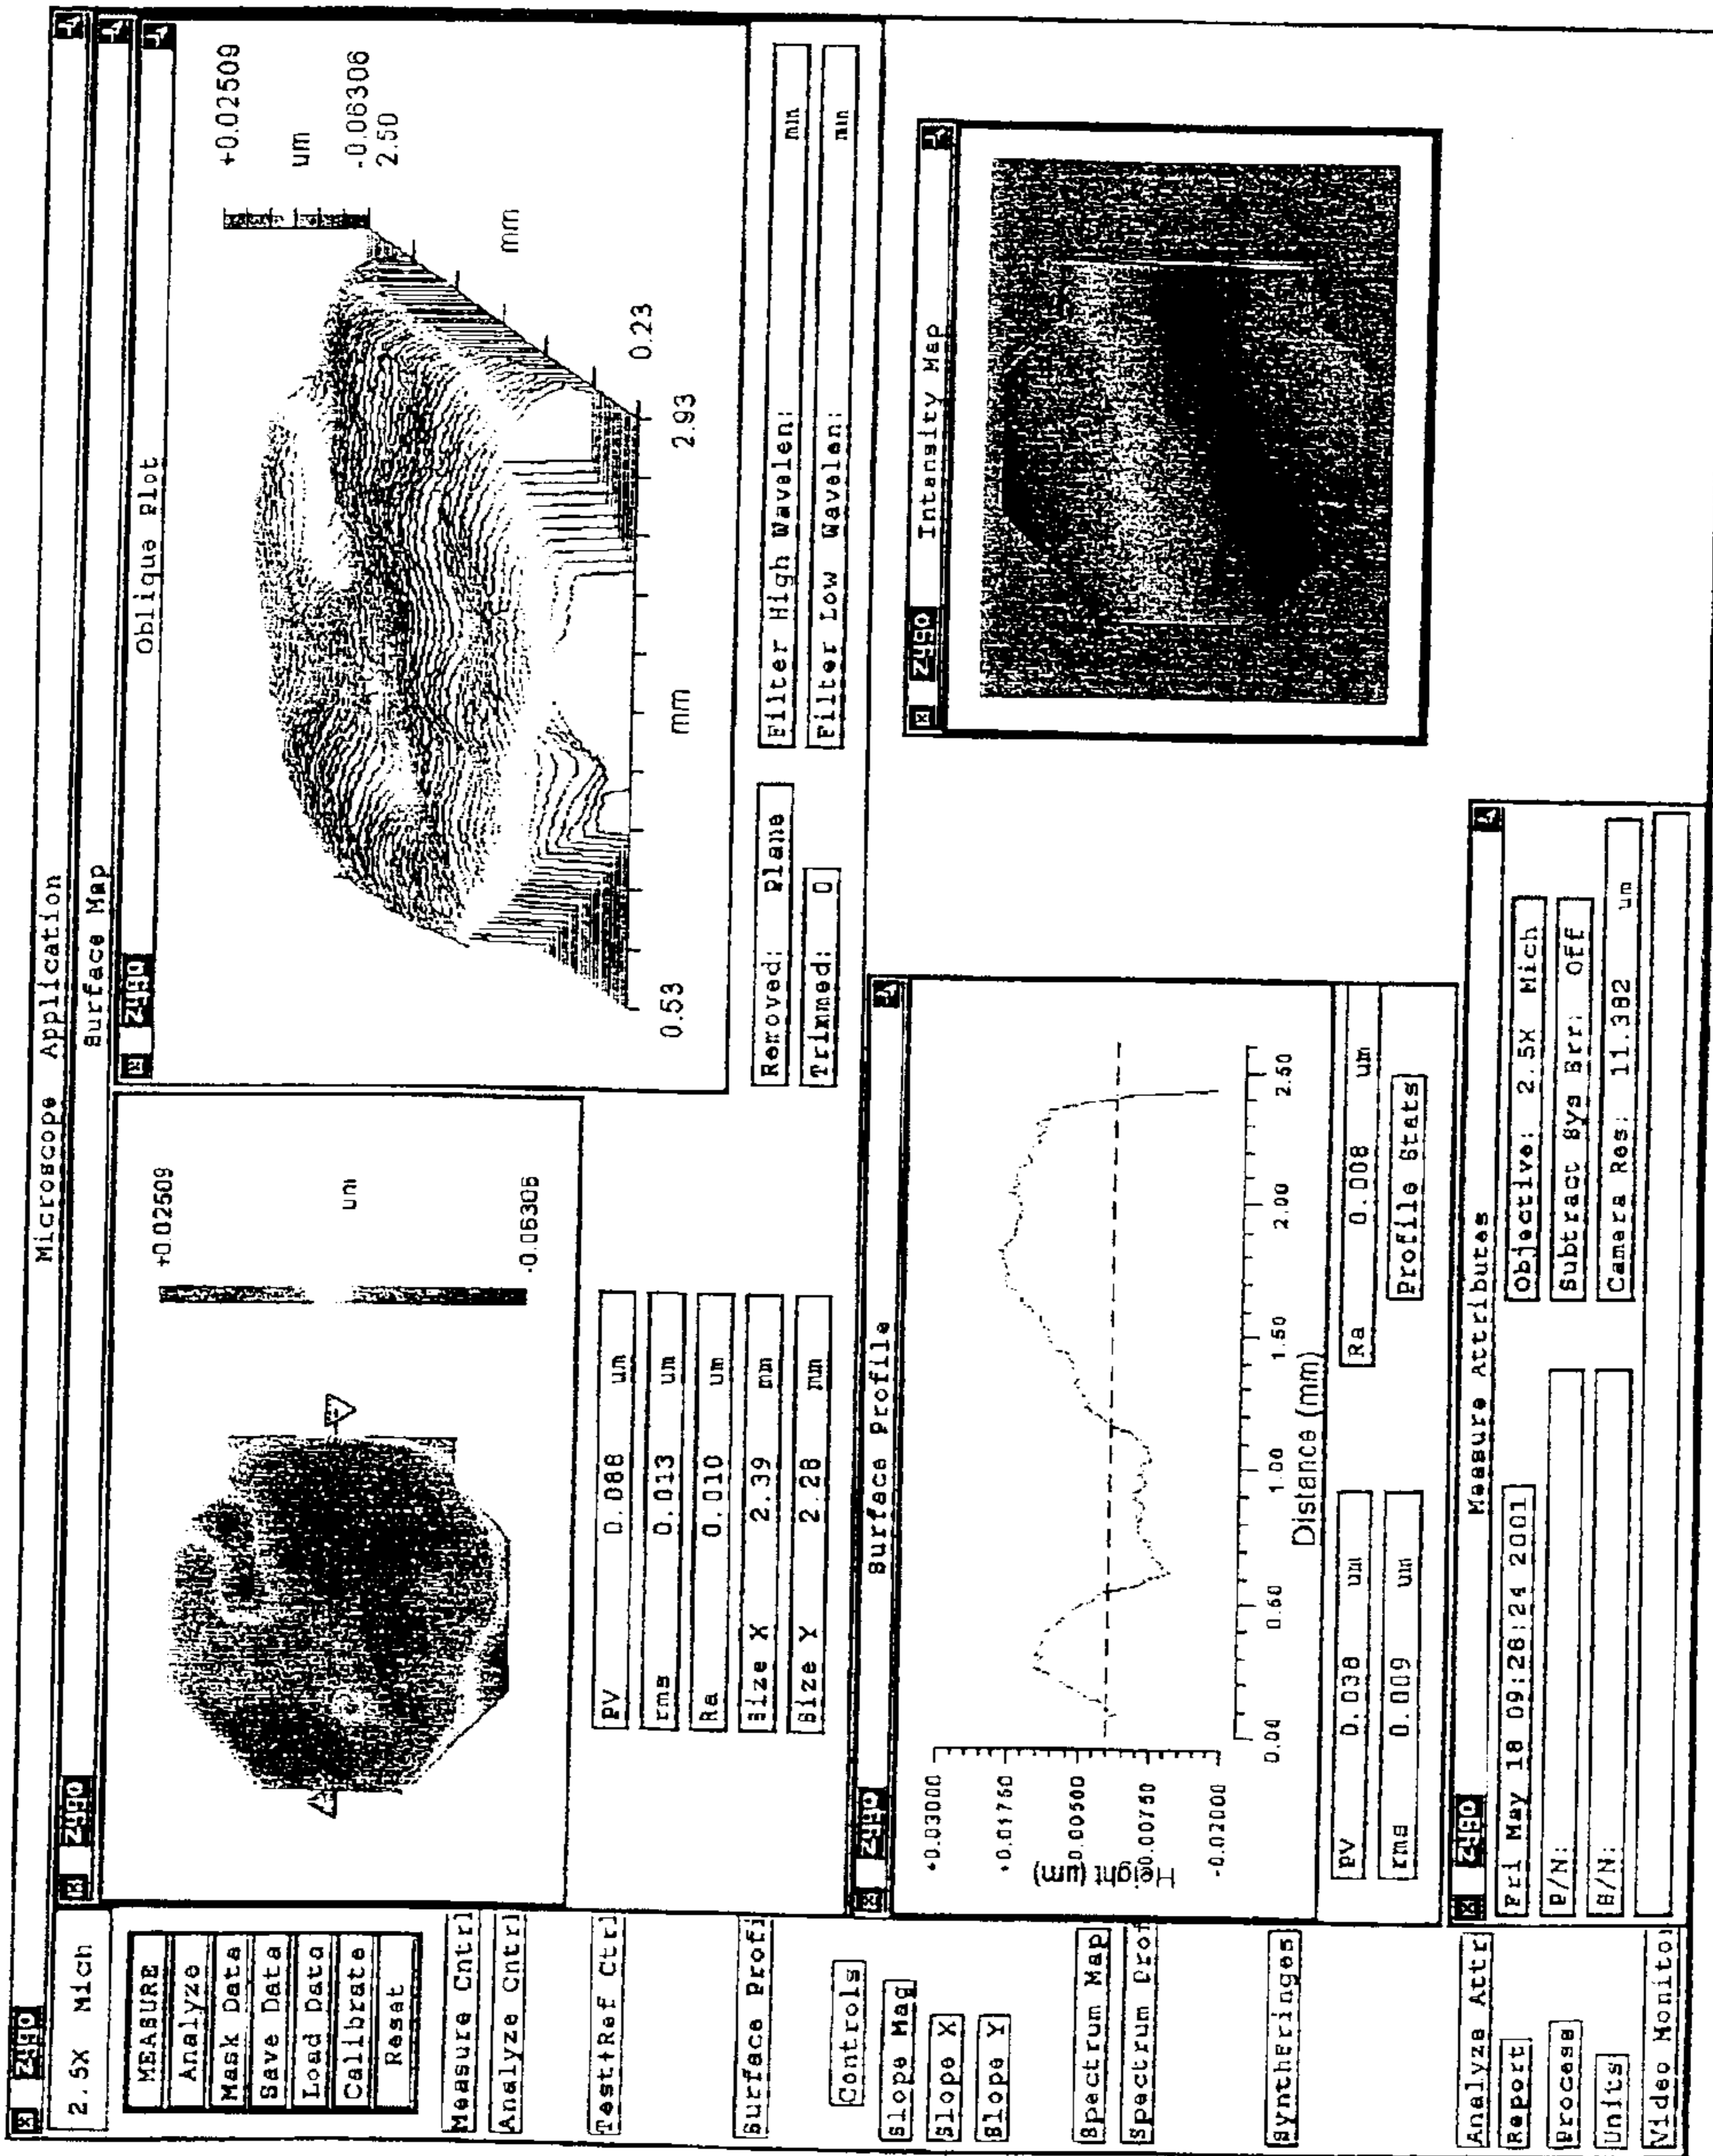 zygo Microscope Application
2.5X Mich
MEASURE
Analyze
Mask Data
Save Data
Load Data
Calibrate
Reset
Measure Cntrl
Analyze Cntrl
Test+Ref Ctrl
Surface Profi
Controls
Slope Mag
Slope X
Slope Y
Spectrum Map
Spectrum Prof
Syntheringes
Analyze Attr
Report
Process
Units
Video Monitor
zygo Surface Map
+0.02509
um
-0.06306
PV 0.088 um
rms 0.013 um
Ra 0.010 um
Size X 2.39 mm
Size Y 2.28 mm
zygo Oblique Plot
+0.02509
um
-0.06306
2.50
mm
0.23
2.93
mm
0.53
Removed: Plane
Trimmed: 0
Filter High Wavelen: mm
Filter Low Wavelen: mm
zygo Surface Profile
+0.03000
+0.01750
0.00500
0.00750
-0.02000
Height (um)
0.00 0.50 1.00 1.50 2.00 2.50
Distance (mm)
PV 0.038 um
rms 0.009 um
Ra 0.008 um
Profile Stats
zygo Intensity Map
zygo Measure Attributes
Fri May 18 09:28:24 2001
P/N:
S/N:
Objective: 2.5X Mich
Subtract Sys Err: Off
Camera Res: 11.382 um